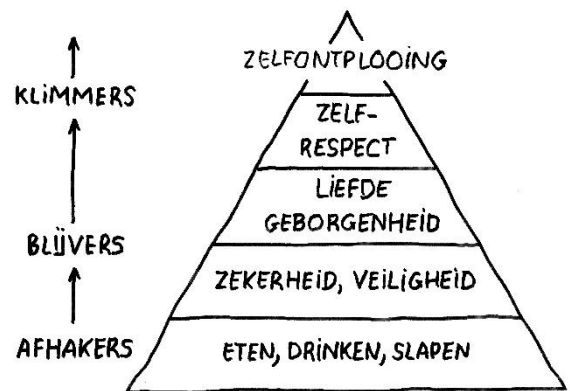 ZELFONTPLOOING
KLIMMERS
ZELF-
RESPECT
LIEFDE
GEBORGENHEID
BLIJVERS
ZEKERHEID, VEILIGHEID
AFHAKERS
ETEN, DRINKEN, SLAPEN